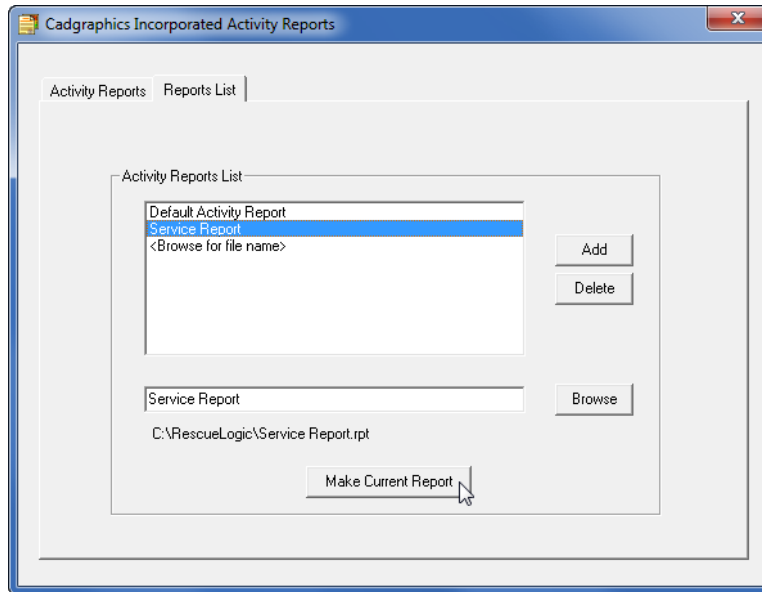 Cadgraphics Incorporated Activity Reports
Activity Reports
Reports List
Activity Reports List
Default Activity Report
Service Report
<Browse for file name>
Add
Delete
Service Report
Browse
C:\RescueLogic\Service Report.rpt
Make Current Report